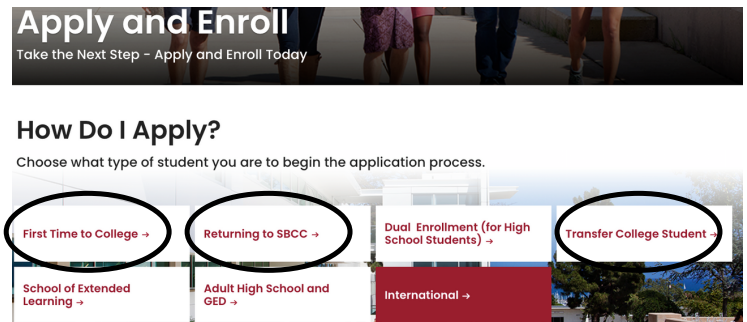 Apply and Enroll
Take the Next Step - Apply and Enroll Today
How Do I Apply?
Choose what type of student you are to begin the application process.
First Time to College →
Returning to SBCC →
Dual Enrollment (for High
School Students) →
Transfer College Student →
School of Extended
Learning →
Adult High School and
GED →
International →